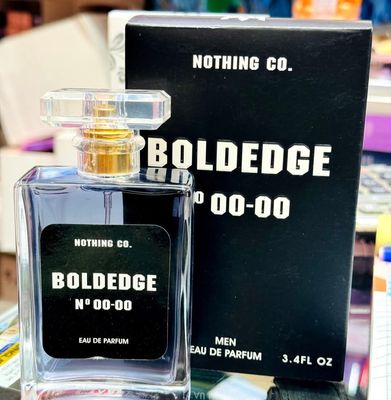 NOTHING CO.
BOLDEDGE
Nº 00-00
MEN
EAU DE PARFUM
3.4FL OZ
NOTHING CO.
BOLDEDGE
Nº 00-00
EAU DE PARFUM